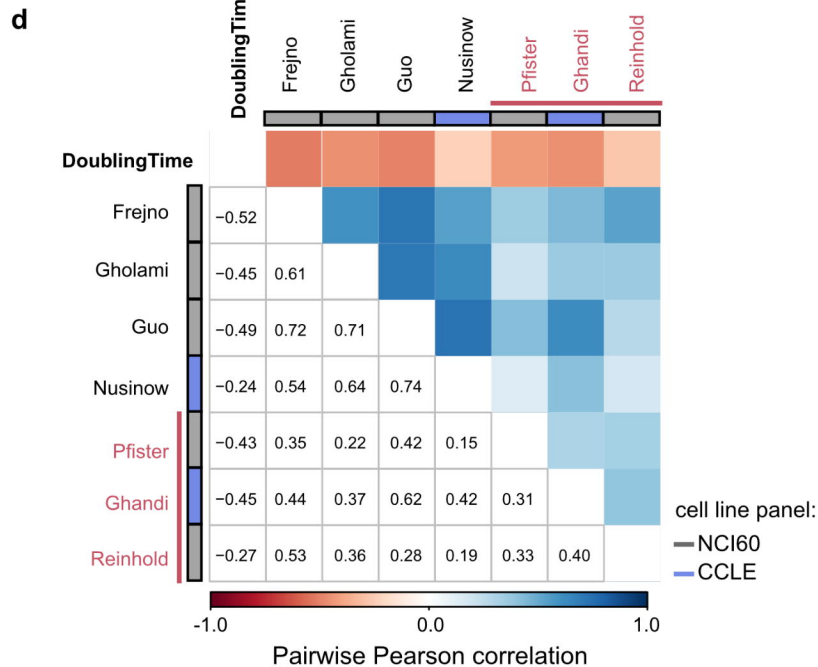 d
DoublingTim
Frejno
Gholami
Guo
Nusinow
Pfister
Ghandi
Reinhold
DoublingTime
Frejno
−0.52
Gholami
−0.45 0.61
Guo
−0.49 0.72 0.71
Nusinow
−0.24 0.54 0.64 0.74
Pfister
−0.43 0.35 0.22 0.42 0.15
Ghandi
−0.45 0.44 0.37 0.62 0.42 0.31
Reinhold
−0.27 0.53 0.36 0.28 0.19 0.33 0.40
cell line panel:
NCI60
CCLE
-1.0 0.0 1.0
Pairwise Pearson correlation